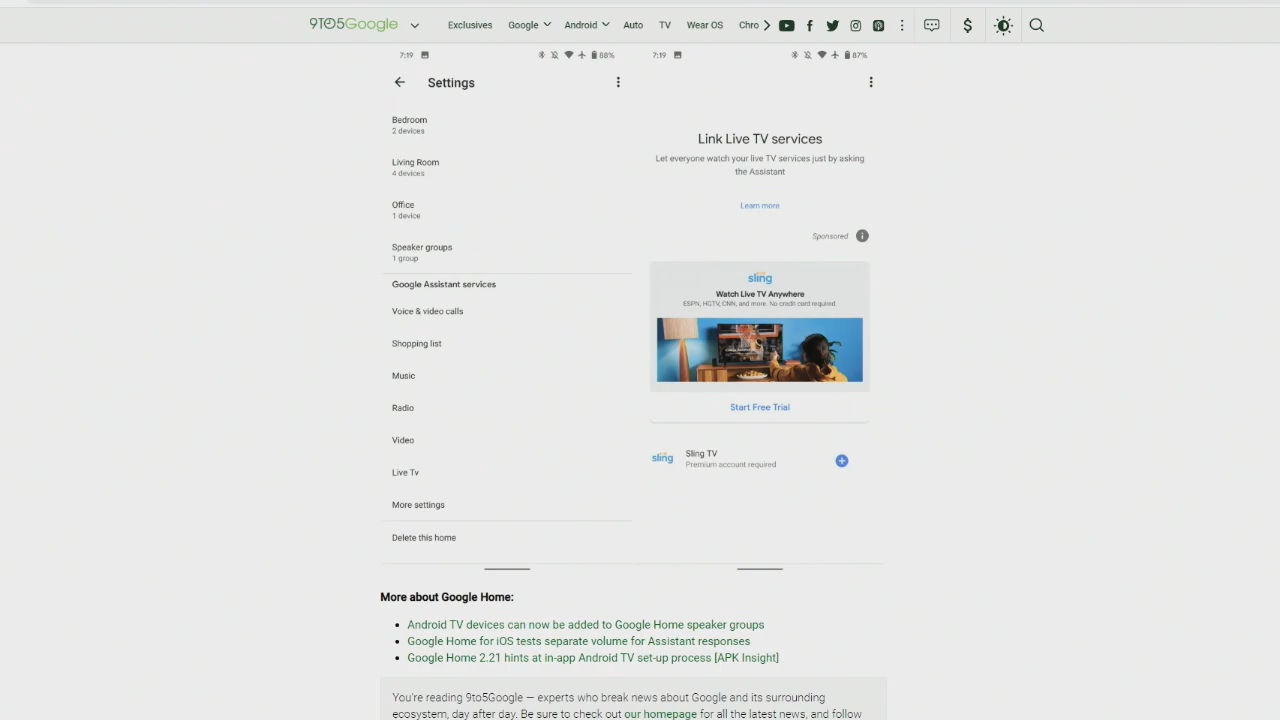 9TO5Google
Exclusives Google Android Auto TV Wear OS Chro
7:19 88%
Settings
Bedroom
2 devices
Living Room
4 devices
Office
1 device
Speaker groups
1 group
Google Assistant services
Voice & video calls
Shopping list
Music
Radio
Video
Live Tv
More settings
Delete this home
7:19 87%
Link Live TV services
Let everyone watch your live TV services just by asking
the Assistant
Learn more
Sponsored
sling
Watch Live TV Anywhere
ESPN, HGTV, CNN, and more. No credit card required.
Start Free Trial
sling
Sling TV
Premium account required
More about Google Home:
Android TV devices can now be added to Google Home speaker groups
Google Home for iOS tests separate volume for Assistant responses
Google Home 2.21 hints at in-app Android TV set-up process [APK Insight]
You're reading 9to5Google — experts who break news about Google and its surrounding
ecosystem, day after day. Be sure to check out our homepage for all the latest news, and follow